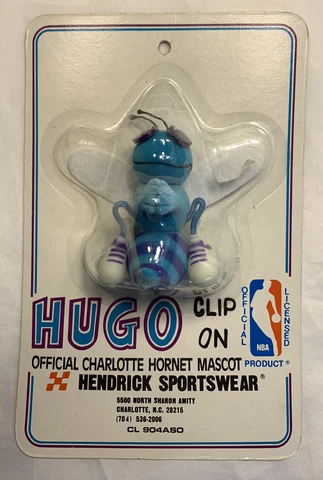 HUGO
CLIP
ON
OFFICIAL
LICENSED
NBA
PRODUCT®
OFFICIAL CHARLOTTE HORNET MASCOT
HENDRICK SPORTSWEAR®
5500 NORTH SHARON AMITY
CHARLOTTE, N.C. 28215
(704) 536-2006
CL 904ASO